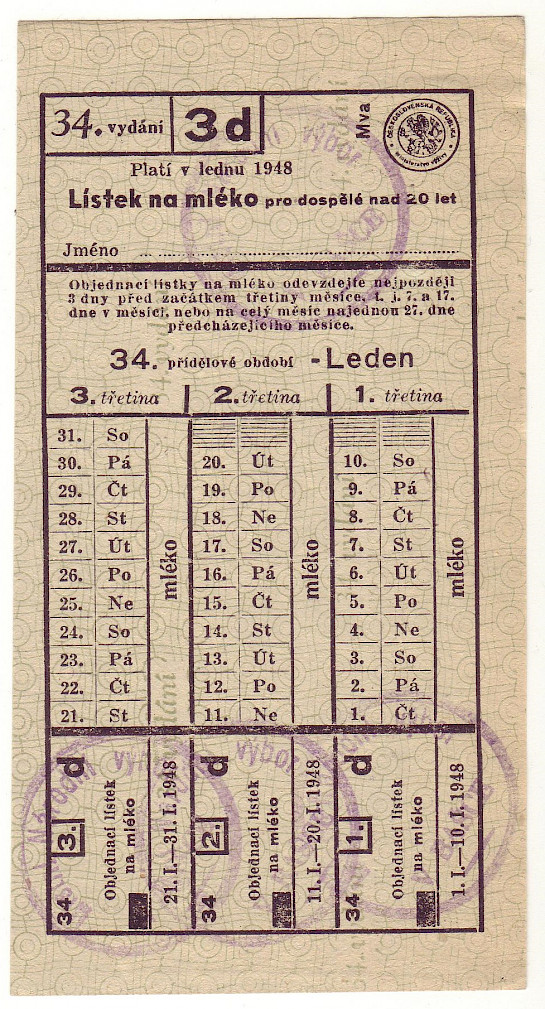 34. vydání 3d Mva
ČESKOSLOVENSKÁ REPUBLIKA
ministerstvo výživy
Platí v lednu 1948
Lístek na mléko pro dospělé nad 20 let
Jméno
Objednací lístky na mléko odevzdejte nejpozději
3 dny před začátkem třetiny měsíce, t. j. 7. a 17.
dne v měsíci, nebo na celý měsíc najednou 27. dne
předcházejícího měsíce.
34. přídělové období - Leden
3. třetina 2. třetina 1. třetina
31. So
30. Pá 20. Út 10. So
29. Čt 19. Po 9. Pá
28. St 18. Ne 8. Čt
27. Út 17. So 7. St
26. Po 16. Pá 6. Út
25. Ne 15. Čt 5. Po
24. So 14. St 4. Ne
23. Pá 13. Út 3. So
22. Čt 12. Po 2. Pá
21. St 11. Ne 1. Čt
mléko mléko mléko
34 3. d
Objednací lístek
na mléko
21. I.—31. I. 1948
34 2. d
Objednací lístek
na mléko
11. I.—20. I. 1948
34 1. d
Objednací lístek
na mléko
1. I.—10. I. 1948
výbor